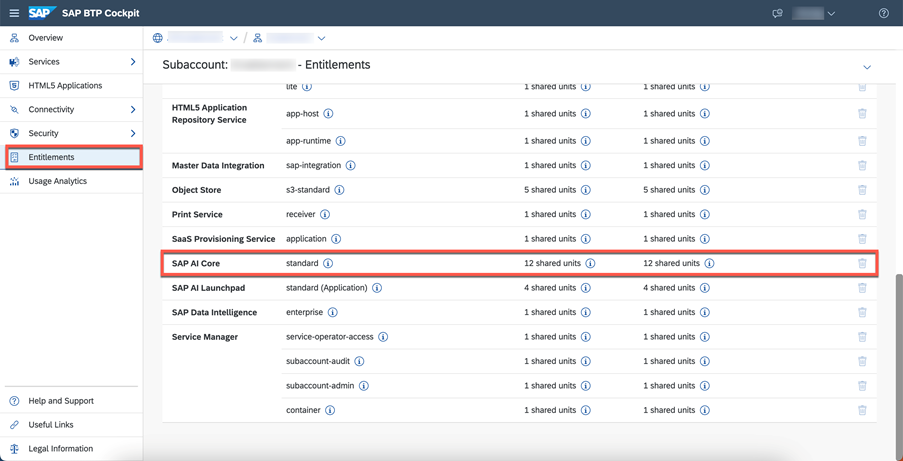 SAP SAP BTP Cockpit
Overview
Services
HTML5 Applications
Connectivity
Security
Entitlements
Usage Analytics
Help and Support
Useful Links
Legal Information
/
Subaccount: - Entitlements
lite 1 shared units 1 shared units
HTML5 Application
Repository Service
app-host 1 shared units 1 shared units
app-runtime 1 shared units 1 shared units
Master Data Integration sap-integration 1 shared units 1 shared units
Object Store s3-standard 5 shared units 5 shared units
Print Service receiver 1 shared units 1 shared units
SaaS Provisioning Service application 1 shared units 1 shared units
SAP AI Core standard 12 shared units 12 shared units
SAP AI Launchpad standard (Application) 4 shared units 4 shared units
SAP Data Intelligence enterprise 1 shared units 1 shared units
Service Manager service-operator-access 1 shared units 1 shared units
subaccount-audit 1 shared units 1 shared units
subaccount-admin 1 shared units 1 shared units
container 1 shared units 1 shared units